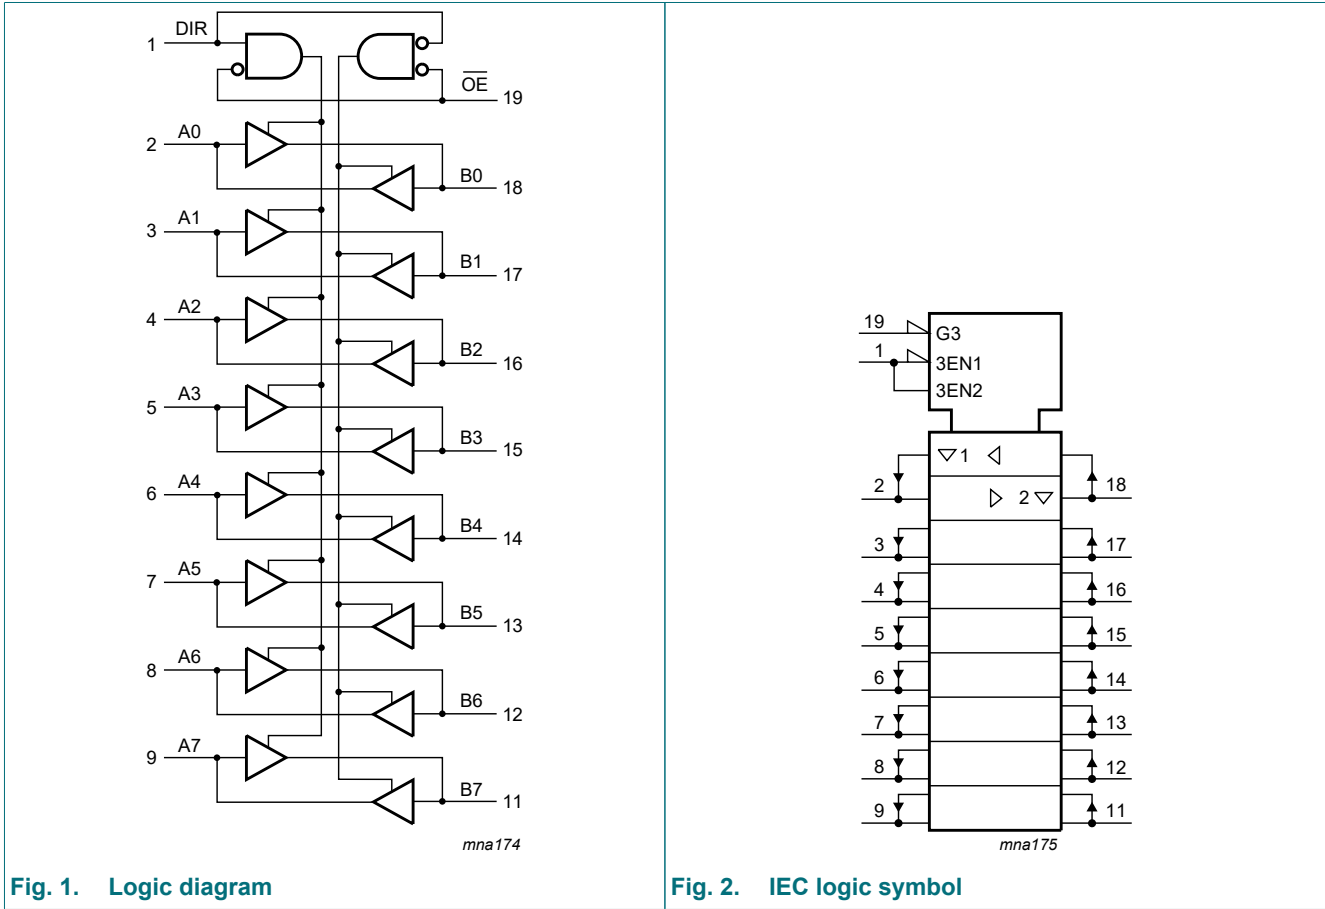 DIR
1
OE
19
A0
2
B0
18
A1
3
B1
17
A2
4
B2
16
A3
5
B3
15
A4
6
B4
14
A5
7
B5
13
A6
8
B6
12
A7
9
B7
11
mna174
Fig. 1. Logic diagram
19
G3
1
3EN1
3EN2
1
2
18
2
3
17
4
16
5
15
6
14
7
13
8
12
9
11
mna175
Fig. 2. IEC logic symbol